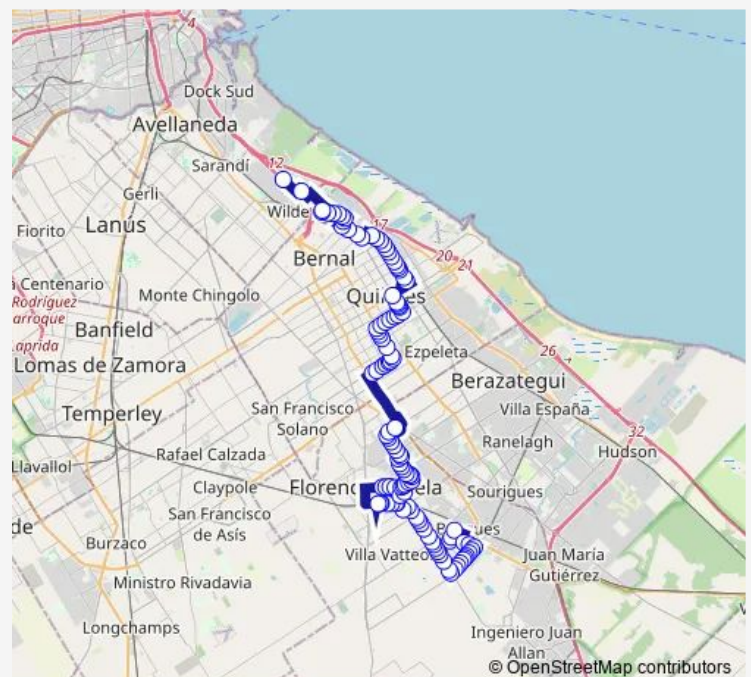 4
Dock Sud
Avellaneda
Sarandí
12
Gerli
Wilde
Lanús
17
Fiorito
Bernal
20
21
Centenario
Monte Chingolo
Rodríguez
Banfield
26
Ezpeleta
Lomas de Zamora
Berazategui
Temperley
San Francisco
Solano
Villa España
32
Ranelagh
Hudson
Rafael Calzada
Llavallol
Claypole
Sourigues
San Francisco
de Asís
de
Burzaco
Villa Vatteo
Juan María
Gutiérrez
Ministro Rivadavia
Longchamps
Ingeniero Juan
Allan
© OpenStreetMap contributors